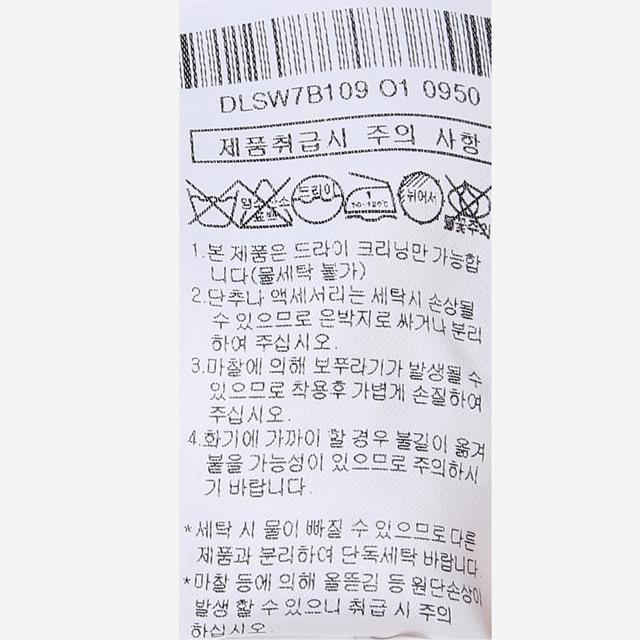 DLSW7B109 O1 0950
제품취급시 주의 사항
드라이
뉘어서
불꽃주의
1.본 제품은 드라이 크리닝만 가능합
니다(물세탁 불가)
2.단추나 액세서리는 세탁시 손상될
수 있으므로 은박지로 싸거나 분리
하여 주십시오.
3.마찰에 의해 보푸라기가 발생될 수
있으므로 착용후 가볍게 손질하여
주십시오.
4.화기에 가까이 할 경우 불길이 옮겨
붙을 가능성이 있으므로 주의하시
기 바랍니다.
*세탁 시 물이 빠질 수 있으므로 다른
제품과 분리하여 단독세탁 바랍니다.
*마찰 등에 의해 올뜯김 등 원단손상이
발생 할 수 있으니 취급 시 주의
하십시오.